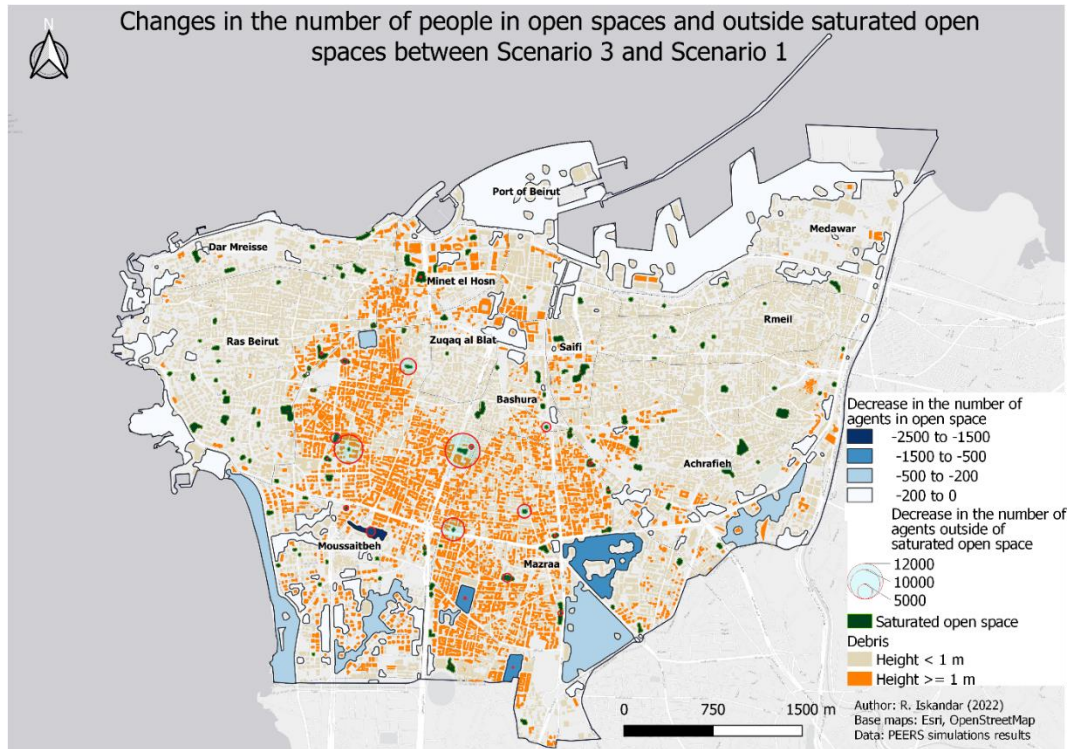 Changes in the number of people in open spaces and outside saturated open
spaces between Scenario 3 and Scenario 1
N
Port of Beirut
Medawar
Dar Mreisse
Minet el Hosn
Rmeil
Ras Beirut
Zuqaq al Blat
Saifi
Bashura
Achrafieh
Moussaitbeh
Mazraa
Decrease in the number of
agents in open space
-2500 to -1500
-1500 to -500
-500 to -200
-200 to 0
Decrease in the number of
agents outside of
saturated open space
12000
10000
5000
Saturated open space
Debris
Height < 1 m
Height >= 1 m
0 750 1500 m
Author: R. Iskandar (2022)
Base maps: Esri, OpenStreetMap
Data: PEERS simulations results